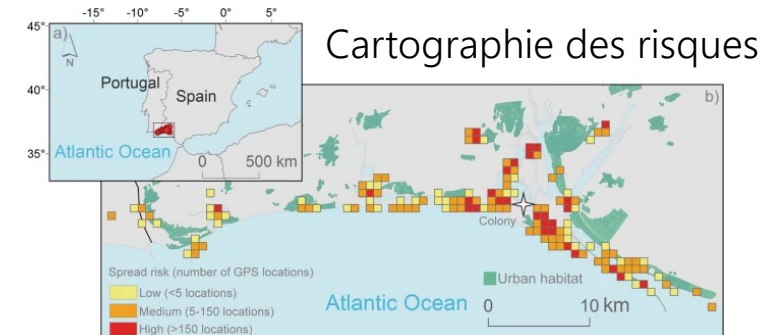 Cartographie des risques
-15° -10° -5° 0° 5°
45°
a)
N
Portugal
Spain
40°
35°
Atlantic Ocean
0 500 km
b)
Colony
Spread risk (number of GPS locations)
Low (<5 locations)
Medium (5-150 locations)
High (>150 locations)
Urban habitat
Atlantic Ocean
0 10 km